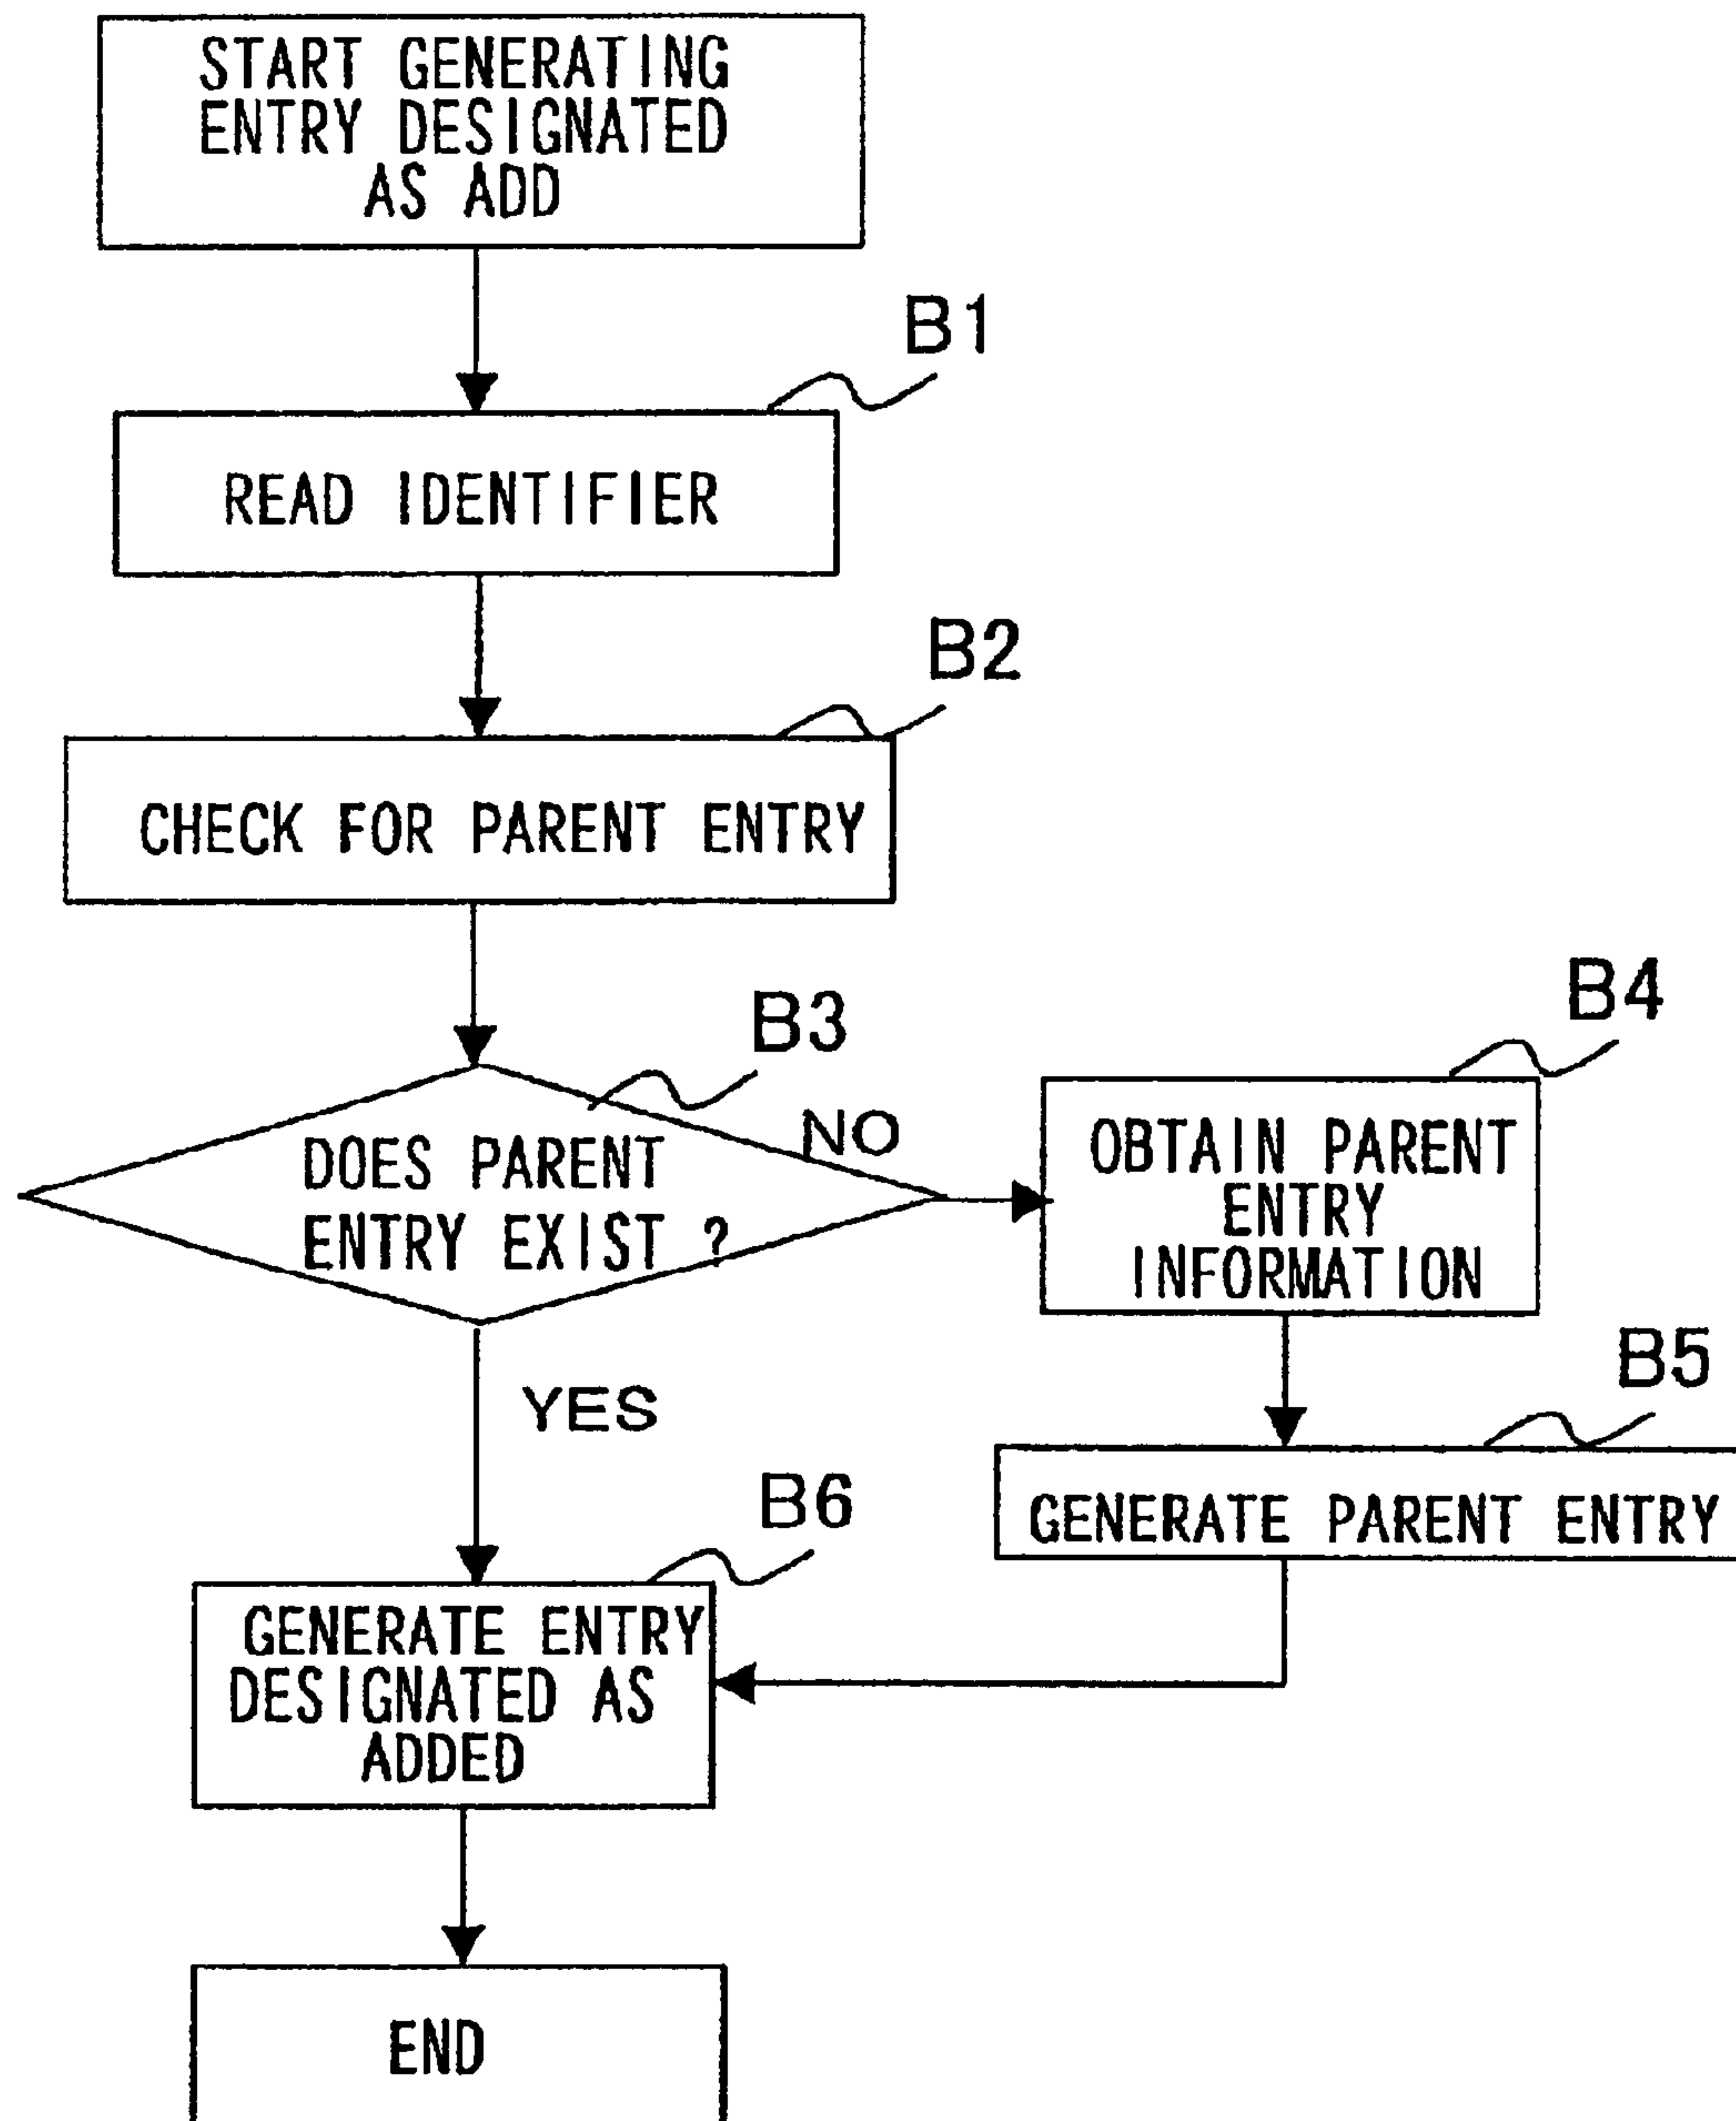 START GENERATING
ENTRY DESIGNATED
AS ADD
B1
READ IDENTIFIER
B2
CHECK FOR PARENT ENTRY
B3
DOES PARENT
ENTRY EXIST ?
NO
B4
OBTAIN PARENT
ENTRY
INFORMATION
YES
B5
GENERATE PARENT ENTRY
B6
GENERATE ENTRY
DESIGNATED AS
ADDED
END